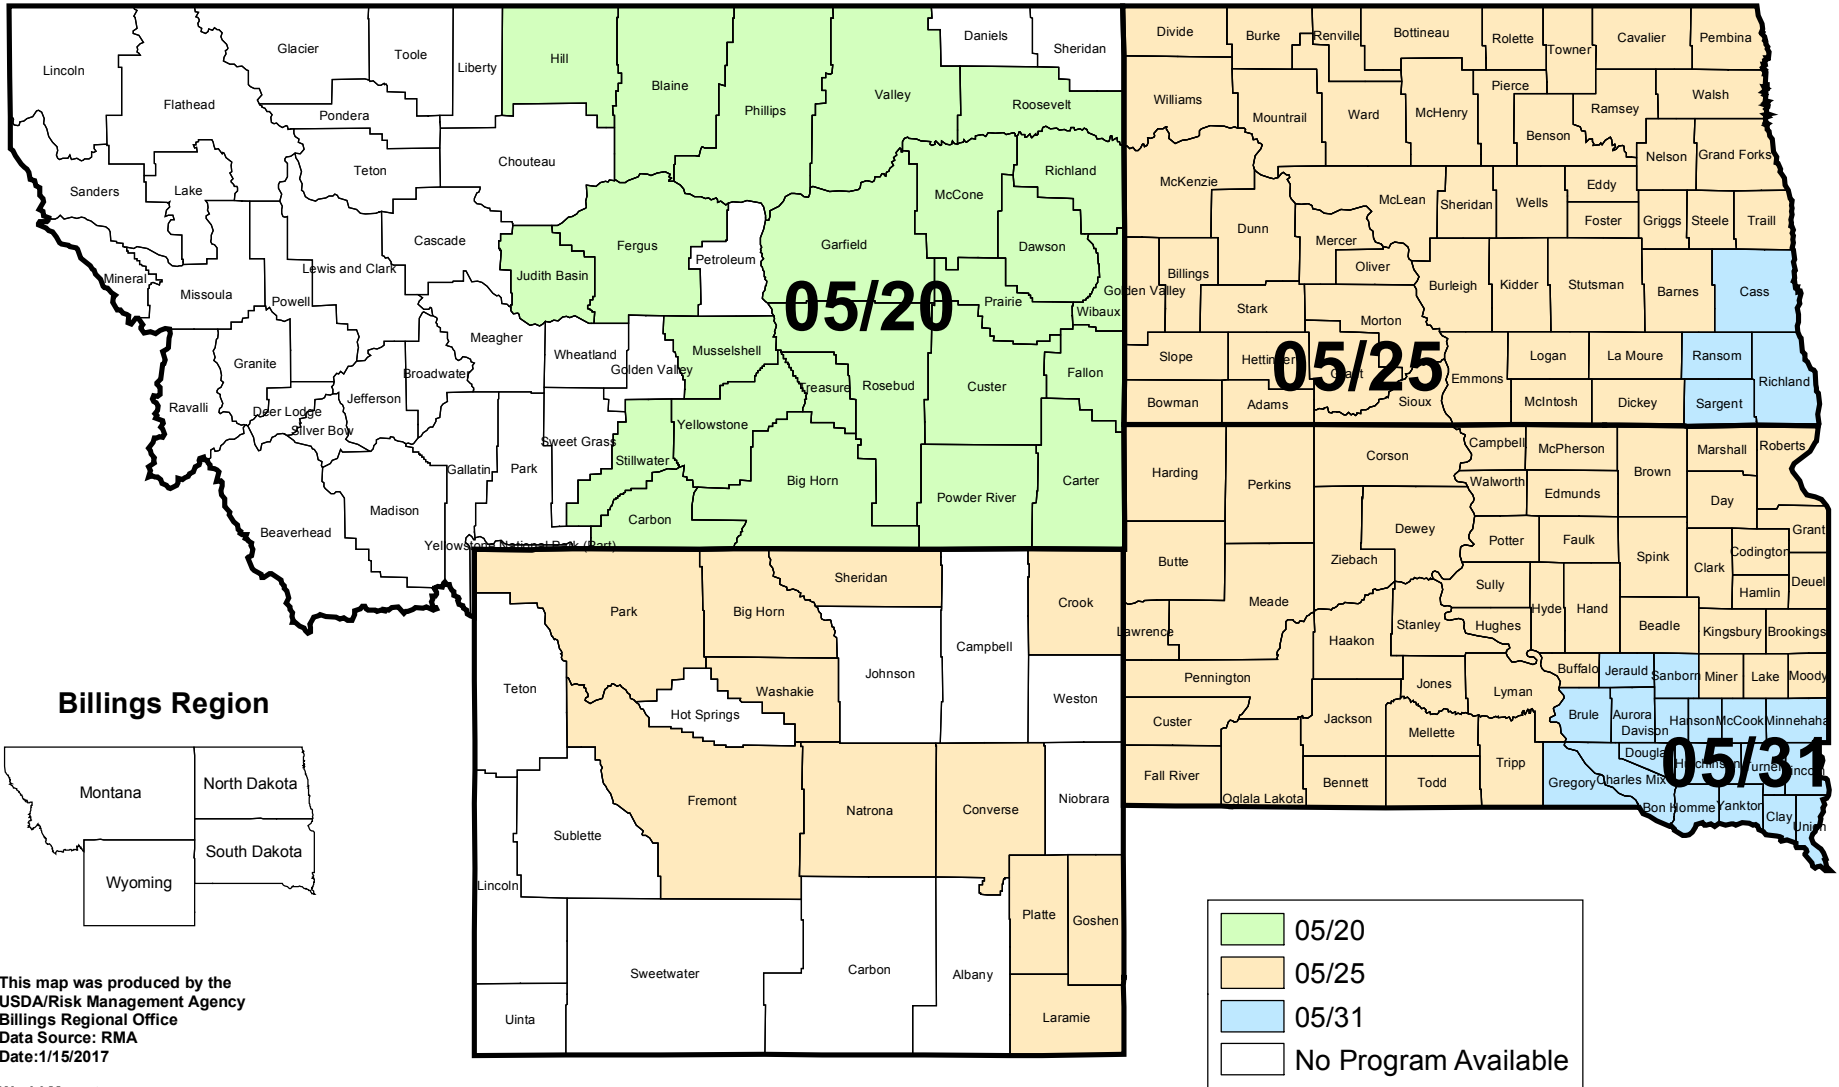 Lincoln
Flathead
Glacier
Toole
Liberty
Hill
Blaine
Phillips
Valley
Daniels
Sheridan
Roosevelt
Pondera
Teton
Chouteau
Sanders
Lake
Mineral
Missoula
Powell
Lewis and Clark
Cascade
Judith Basin
Fergus
Petroleum
Garfield
McCone
Richland
Dawson
Prairie
Wibaux
05/20
Granite
Ravalli
Deer Lodge
Silver Bow
Jefferson
Broadwater
Meagher
Wheatland
Golden Valley
Musselshell
Treasure
Rosebud
Custer
Fallon
Yellowstone
Stillwater
Sweet Grass
Park
Gallatin
Madison
Beaverhead
Carbon
Big Horn
Powder River
Carter
Yellowstone National Park (Part)
Divide
Burke
Renville
Bottineau
Rolette
Towner
Cavalier
Pembina
Williams
Mountrail
Ward
McHenry
Pierce
Benson
Ramsey
Walsh
Nelson
Grand Forks
McKenzie
Dunn
McLean
Mercer
Oliver
Sheridan
Wells
Eddy
Foster
Griggs
Steele
Traill
Billings
Golden Valley
Stark
Morton
Burleigh
Kidder
Stutsman
Barnes
Cass
Slope
Hettinger
Grant
05/25
Bowman
Adams
Sioux
Emmons
Logan
La Moure
Ransom
Richland
McIntosh
Dickey
Sargent
Harding
Perkins
Corson
Campbell
McPherson
Brown
Marshall
Roberts
Walworth
Edmunds
Day
Dewey
Ziebach
Potter
Faulk
Spink
Clark
Codington
Grant
Deuel
Hamlin
Butte
Meade
Sully
Hyde
Hand
Beadle
Kingsbury
Brookings
Lawrence
Haakon
Stanley
Hughes
Buffalo
Jerauld
Sanborn
Miner
Lake
Moody
Pennington
Jones
Lyman
Custer
Jackson
Mellette
Brule
Aurora
Davison
Hanson
McCook
Minnehaha
Fall River
Oglala Lakota
Bennett
Todd
Tripp
Gregory
Charles Mix
Douglas
Hutchinson
Turner
Lincoln
05/31
Bon Homme
Yankton
Clay
Union
Park
Big Horn
Sheridan
Crook
Teton
Hot Springs
Washakie
Johnson
Campbell
Weston
Fremont
Sublette
Lincoln
Natrona
Converse
Niobrara
Platte
Goshen
Sweetwater
Carbon
Albany
Uinta
Laramie
Billings Region
Montana
North Dakota
South Dakota
Wyoming
This map was produced by the
USDA/Risk Management Agency
Billings Regional Office
Data Source: RMA
Date:1/15/2017
05/20
05/25
05/31
No Program Available